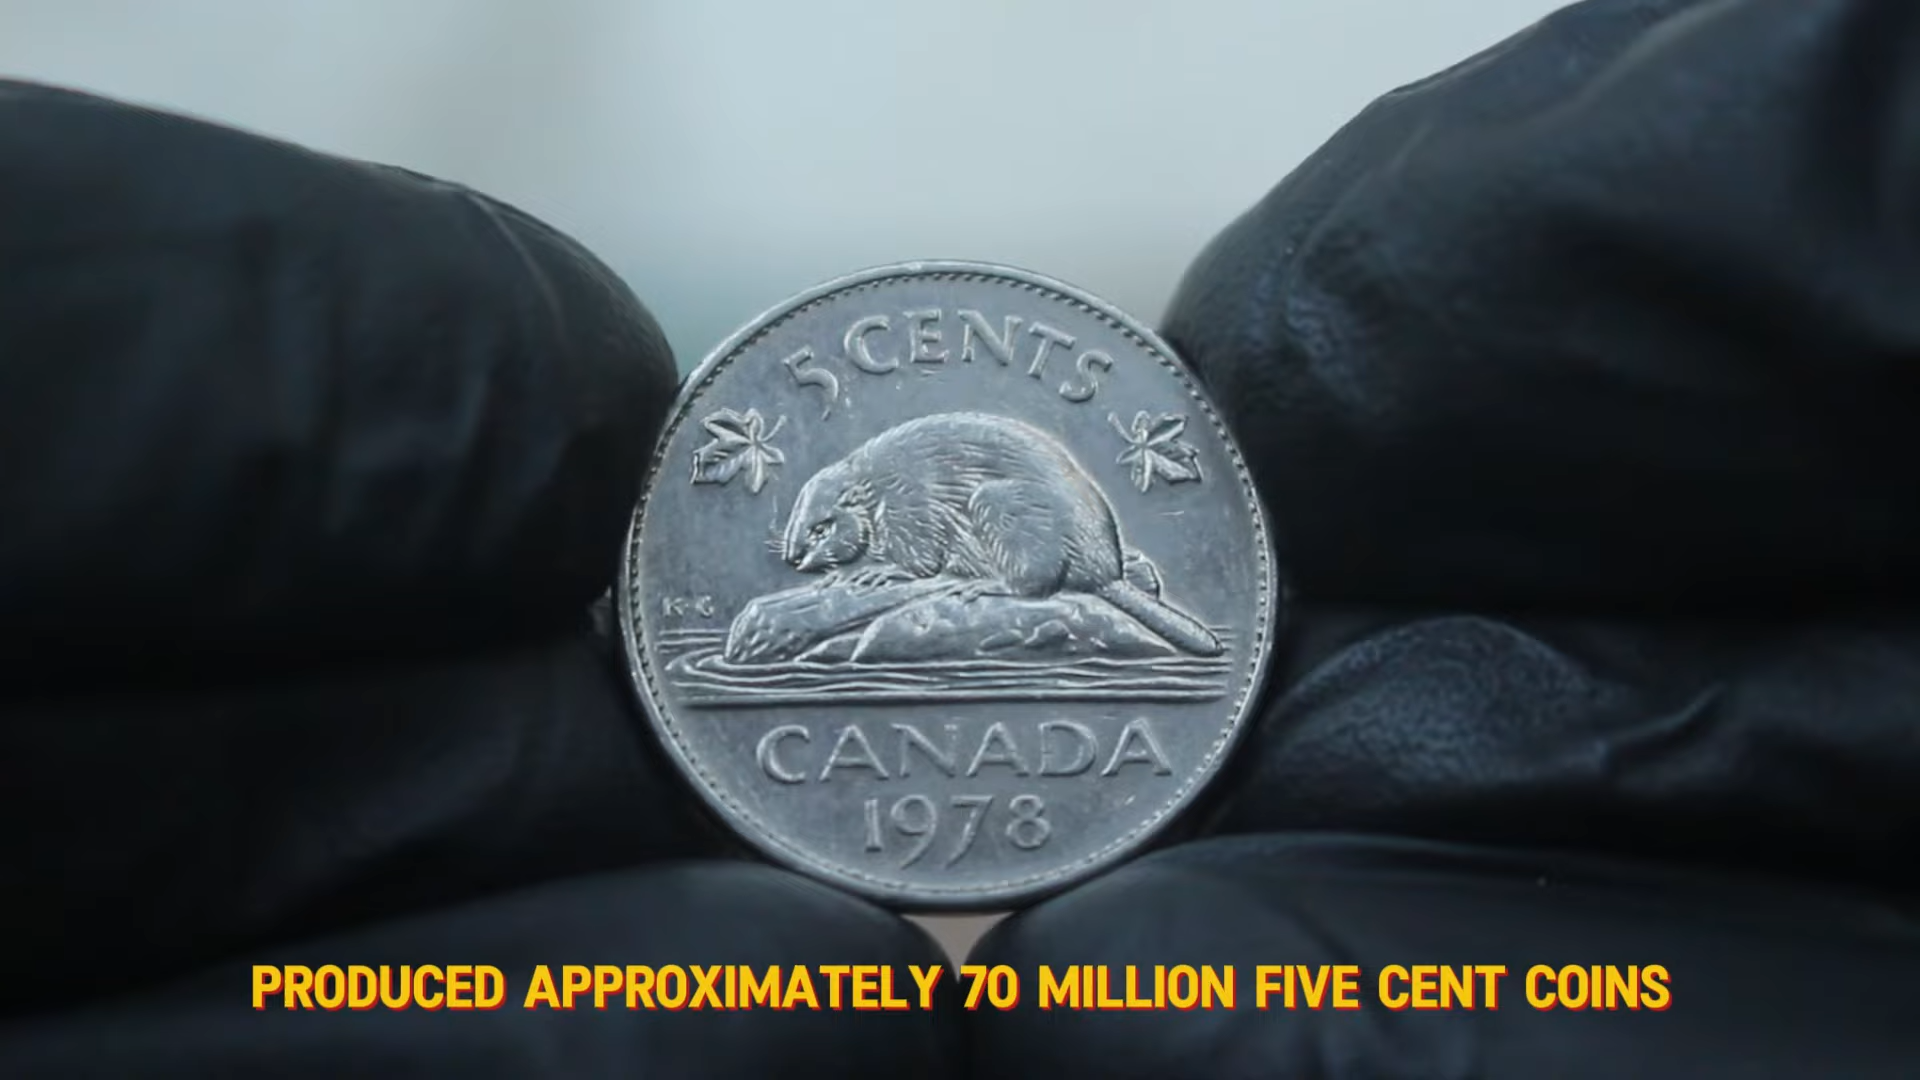 5 CENTS
K·G
CANADA
1978
PRODUCED APPROXIMATELY 70 MILLION FIVE CENT COINS